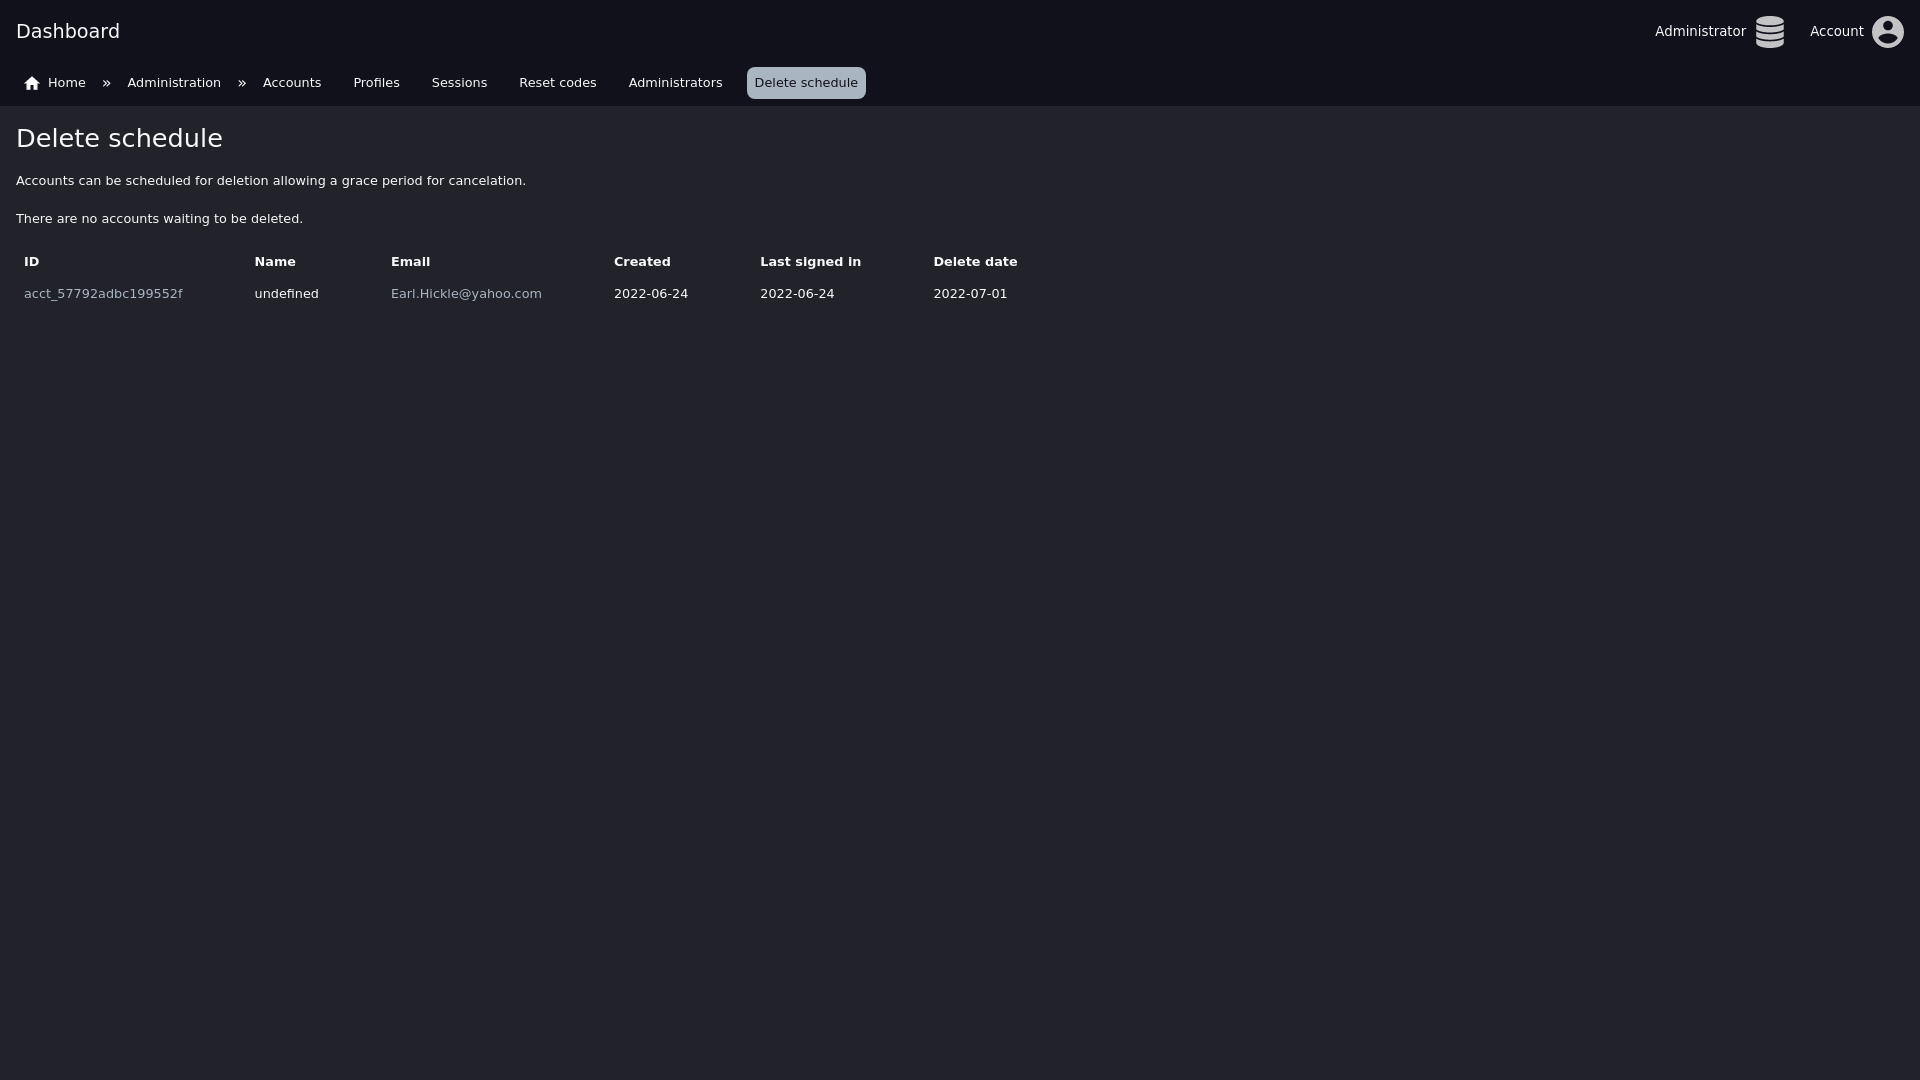 Dashboard
Administrator Account
Home » Administration » Accounts Profiles Sessions Reset codes Administrators Delete schedule
Delete schedule
Accounts can be scheduled for deletion allowing a grace period for cancelation.
There are no accounts waiting to be deleted.
ID Name Email Created Last signed in Delete date
acct_57792adbc199552f undefined Earl.Hickle@yahoo.com 2022-06-24 2022-06-24 2022-07-01